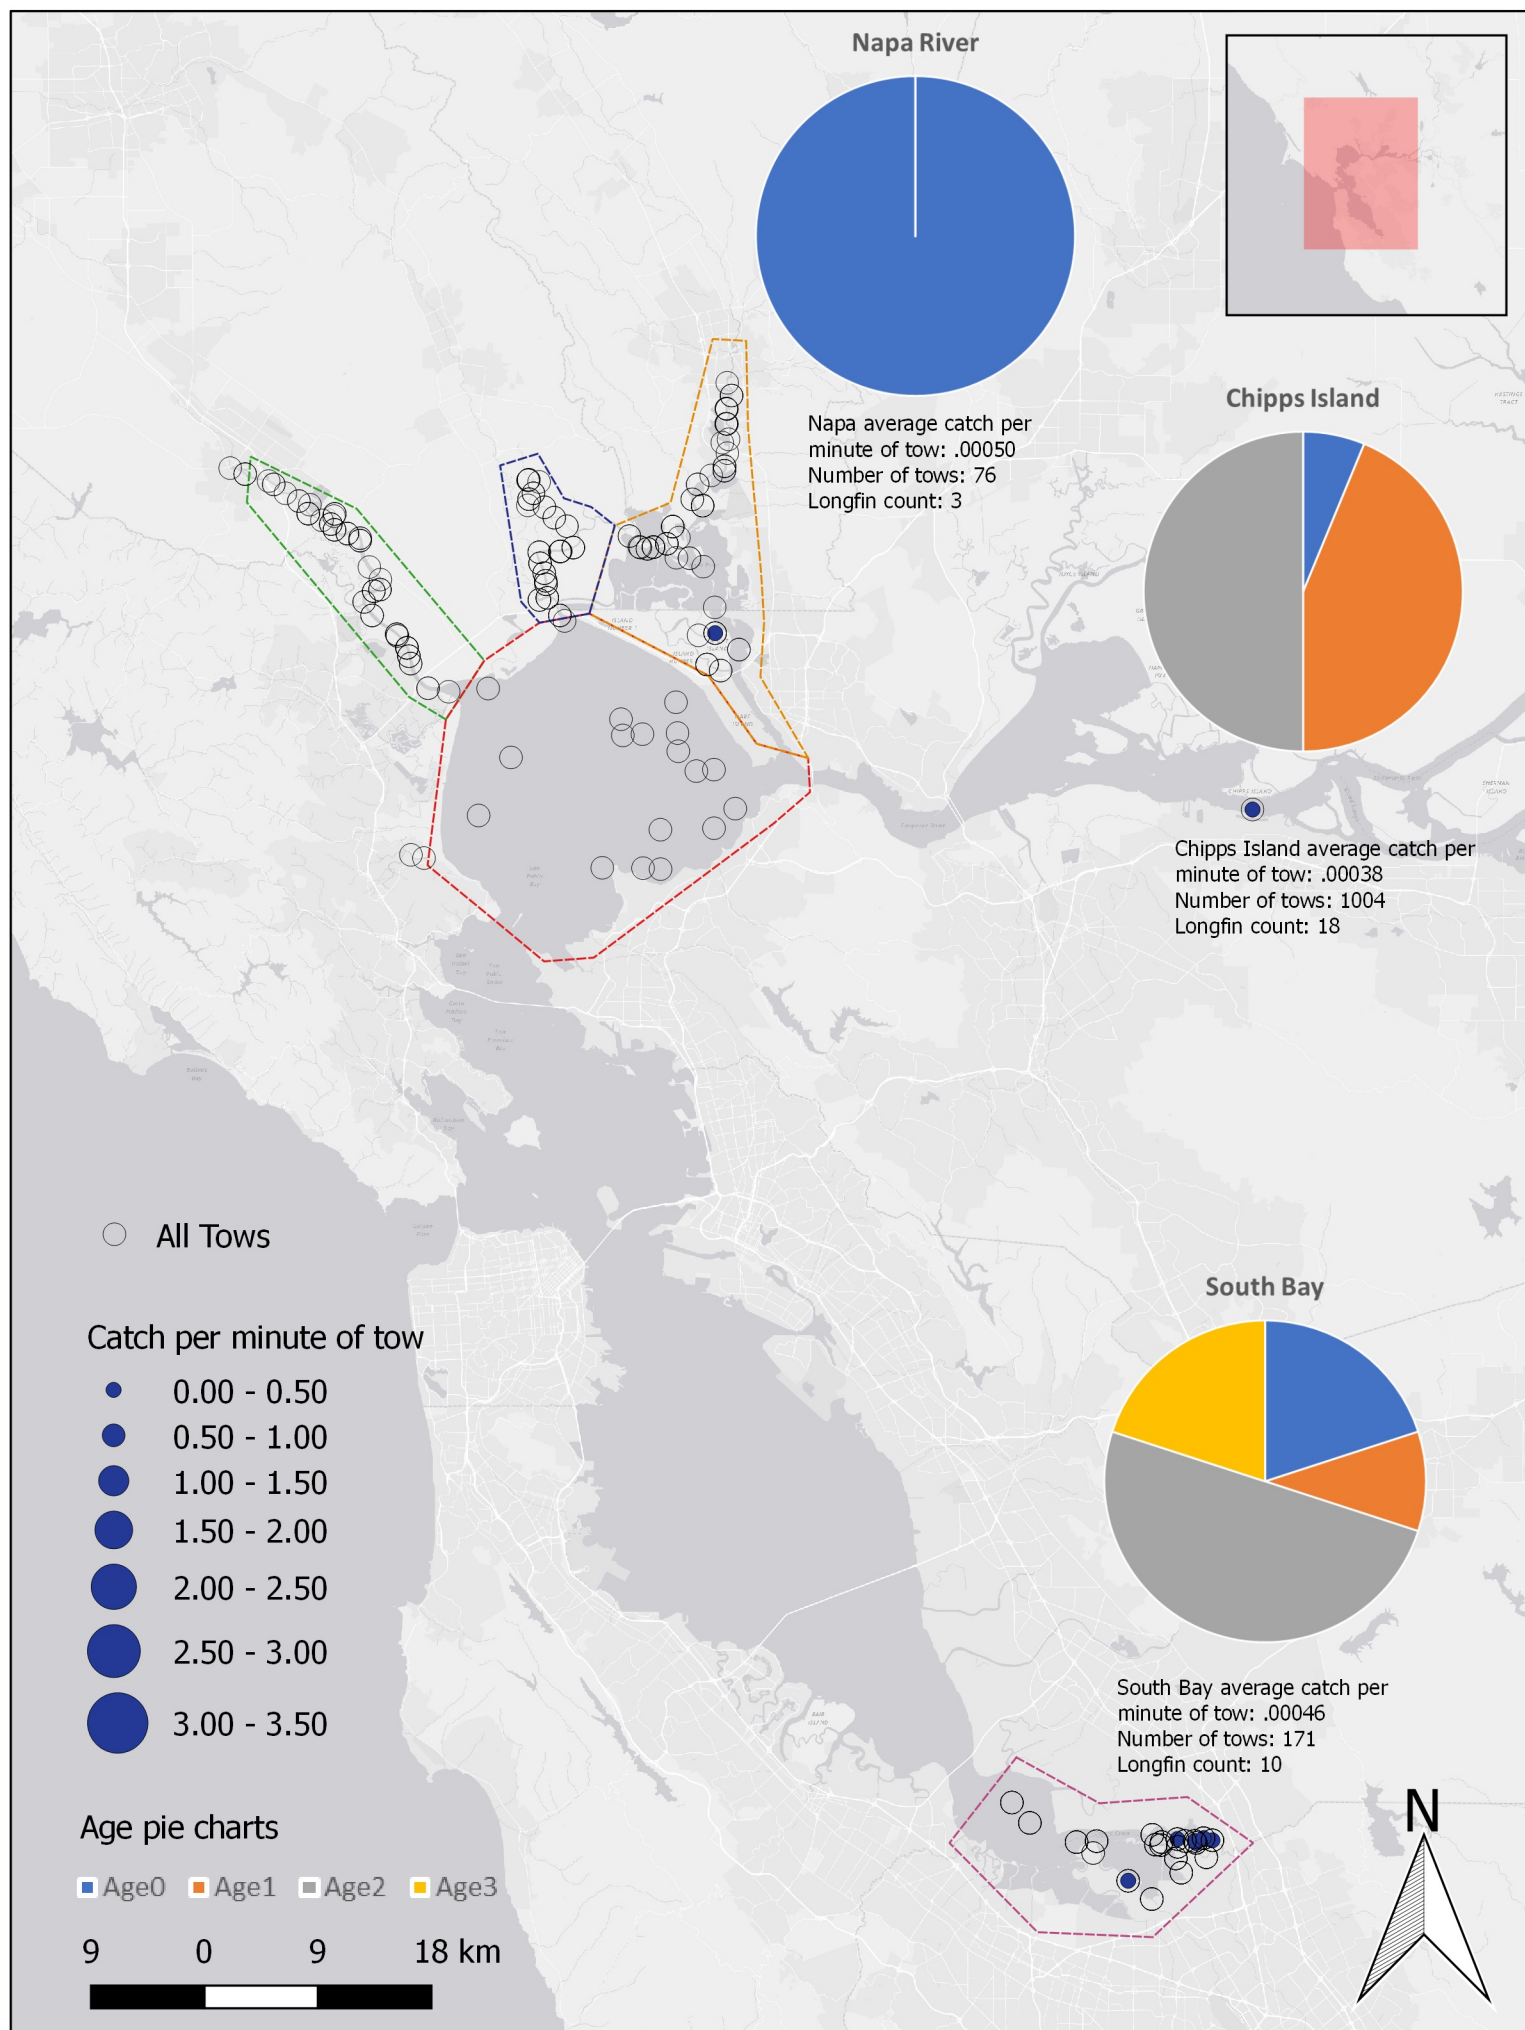 Napa River
Napa average catch per
minute of tow: .00050
Number of tows: 76
Longfin count: 3
Chipps Island
CHIPPS ISLAND
SHERMAN
ISLAND
Chipps Island average catch per
minute of tow: .00038
Number of tows: 1004
Longfin count: 18
All Tows
Catch per minute of tow
0.00 - 0.50
0.50 - 1.00
1.00 - 1.50
1.50 - 2.00
2.00 - 2.50
2.50 - 3.00
3.00 - 3.50
South Bay
South Bay average catch per
minute of tow: .00046
Number of tows: 171
Longfin count: 10
Age pie charts
Age0 Age1 Age2 Age3
9 0 9 18 km
N